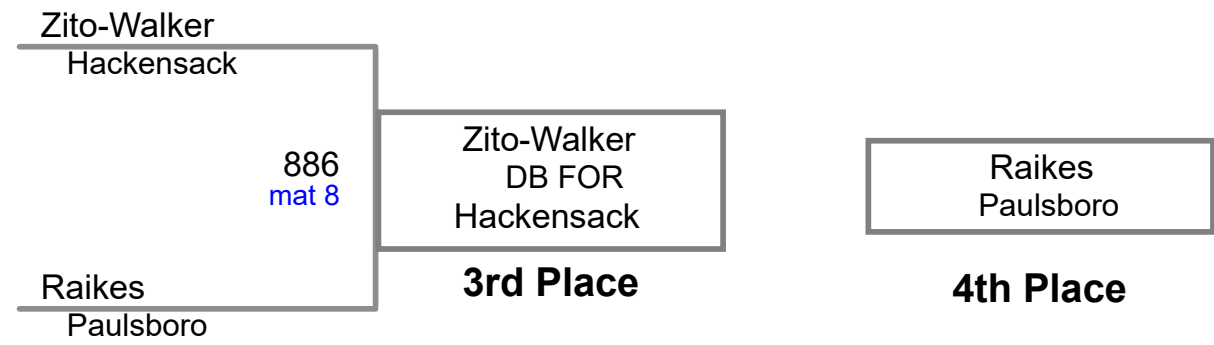 Zito-Walker
Hackensack
886
mat 8
Raikes
Paulsboro
Zito-Walker
DB FOR
Hackensack
3rd Place
Raikes
Paulsboro
4th Place